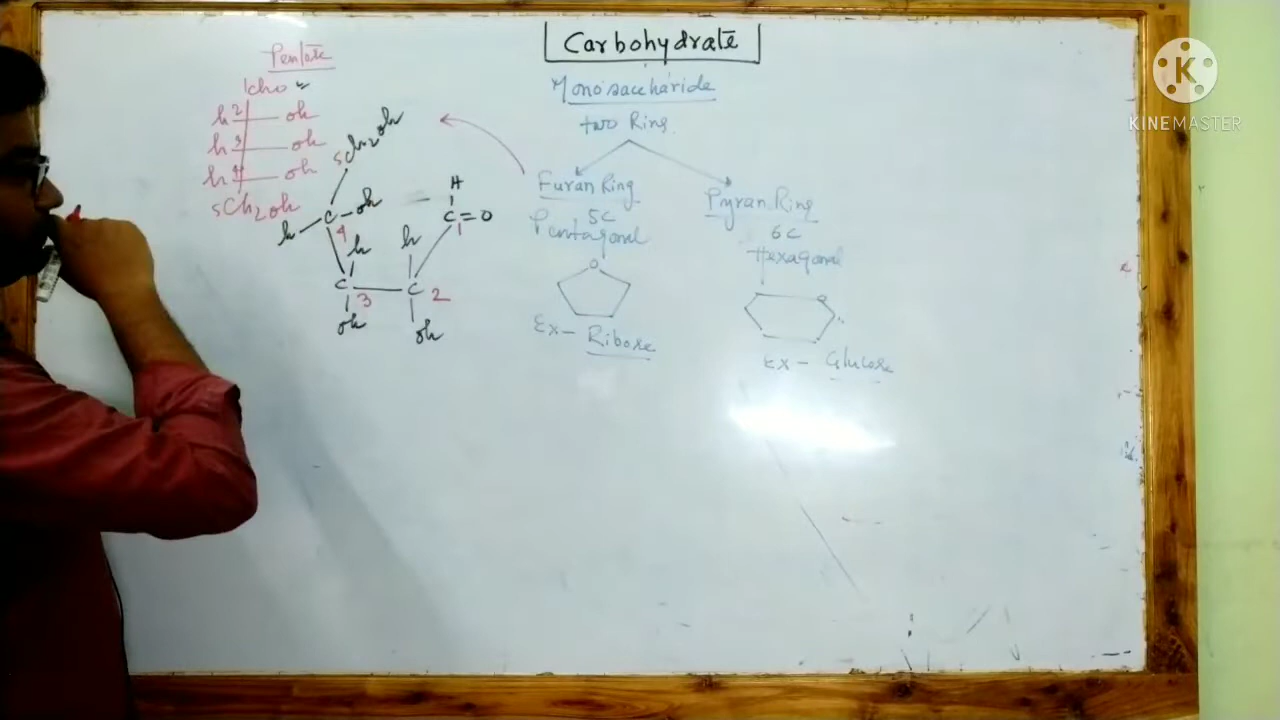 Carbohydrate
Monosaccharide
two Ring
Furan Ring
5C
Pentagonal
O
Ex- Ribose
Pyran Ring
6C
Hexagonal
O
Ex- Glucose
1cho
h 2 oh
h 3 oh
h 4 oh
5Ch2oh
5Ch2oh
h C oh
4
h
C
3
oh
h
C 2
oh
H
C=O
1
K
KINEMASTER